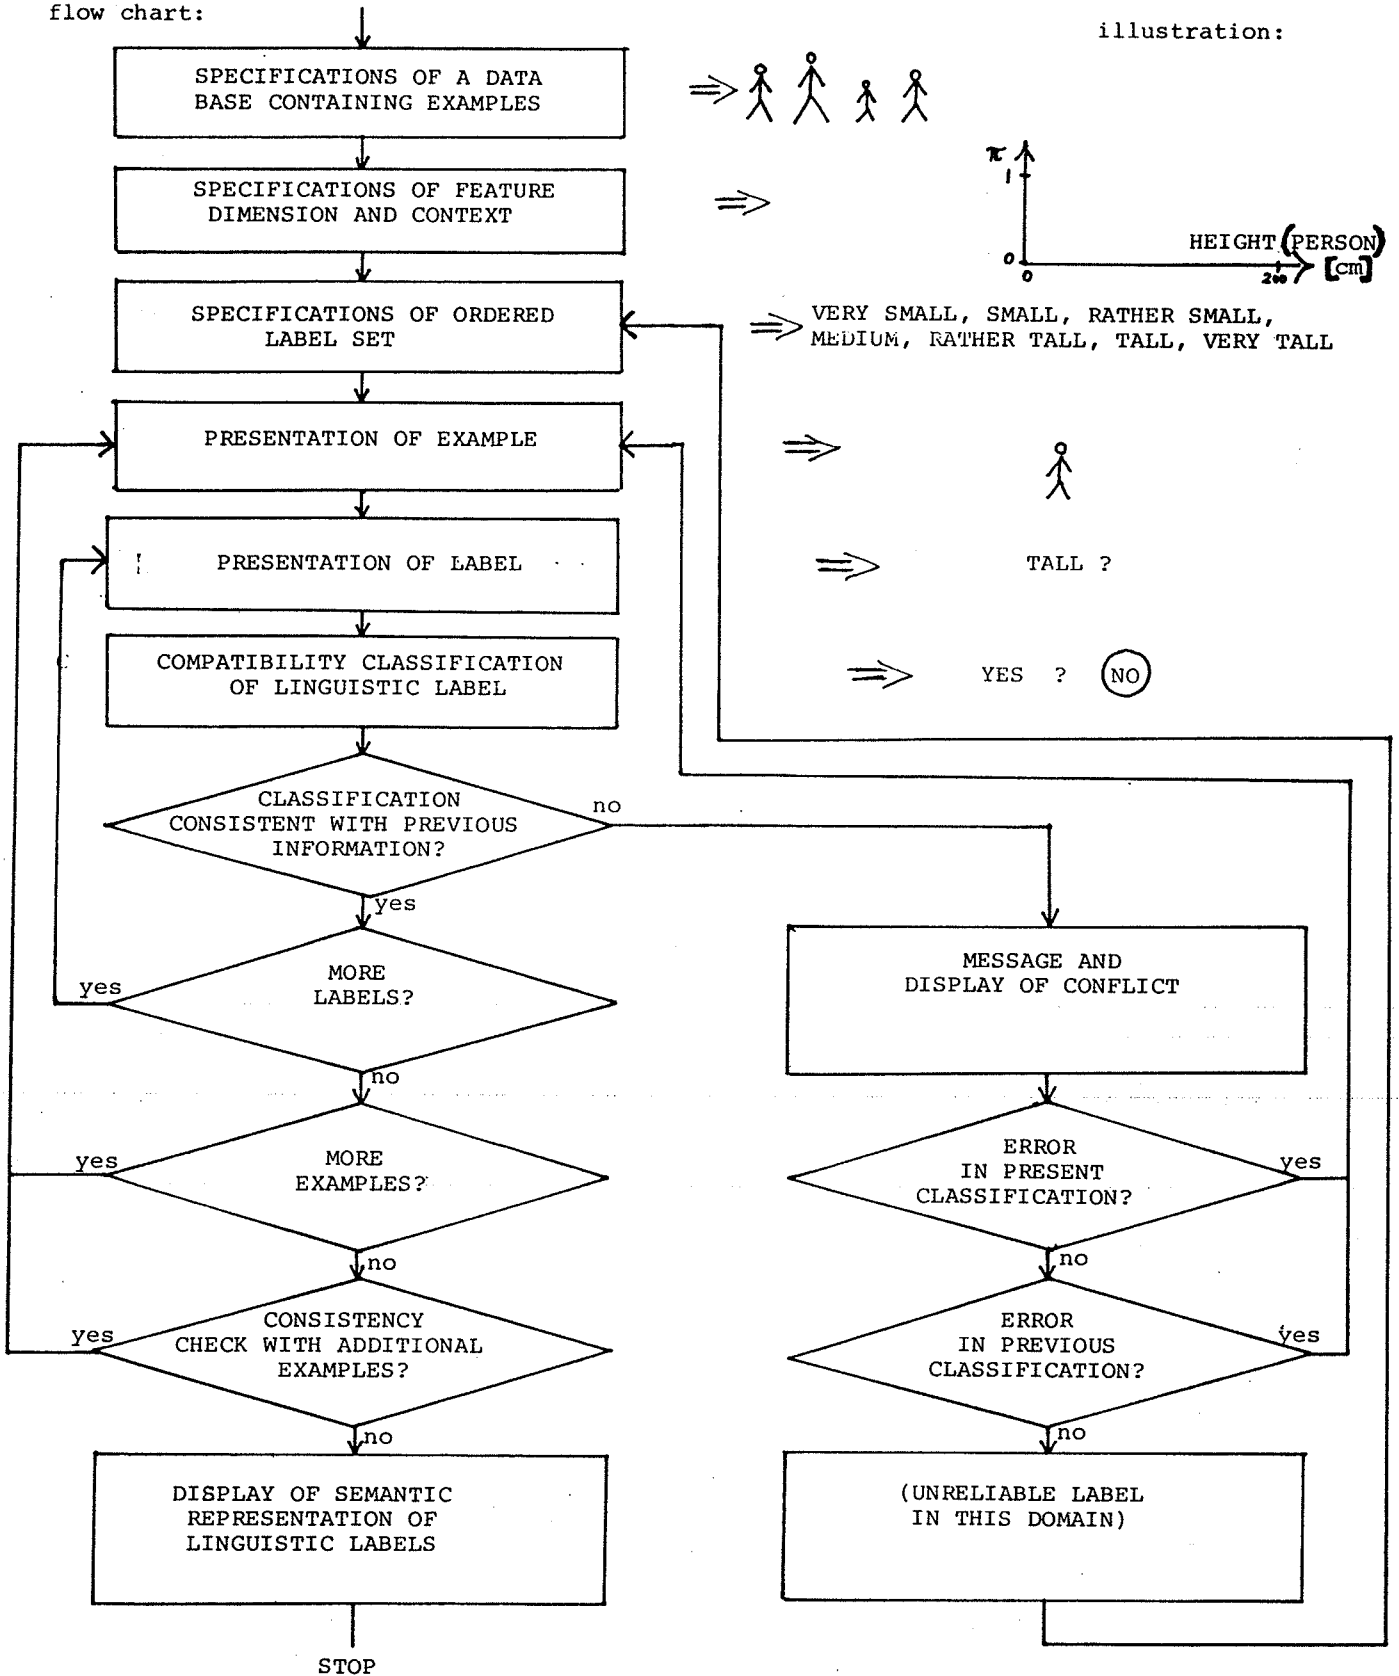 flow chart:
illustration:
SPECIFICATIONS OF A DATA
BASE CONTAINING EXAMPLES
SPECIFICATIONS OF FEATURE
DIMENSION AND CONTEXT
π
1
0
0
HEIGHT (PERSON)
200
[cm]
SPECIFICATIONS OF ORDERED
LABEL SET
VERY SMALL, SMALL, RATHER SMALL,
MEDIUM, RATHER TALL, TALL, VERY TALL
PRESENTATION OF EXAMPLE
PRESENTATION OF LABEL
TALL ?
COMPATIBILITY CLASSIFICATION
OF LINGUISTIC LABEL
YES ? NO
CLASSIFICATION
CONSISTENT WITH PREVIOUS
INFORMATION?
no
yes
MORE
LABELS?
yes
no
MESSAGE AND
DISPLAY OF CONFLICT
MORE
EXAMPLES?
yes
no
ERROR
IN PRESENT
CLASSIFICATION?
yes
no
CONSISTENCY
CHECK WITH ADDITIONAL
EXAMPLES?
yes
no
ERROR
IN PREVIOUS
CLASSIFICATION?
yes
no
DISPLAY OF SEMANTIC
REPRESENTATION OF
LINGUISTIC LABELS
(UNRELIABLE LABEL
IN THIS DOMAIN)
STOP